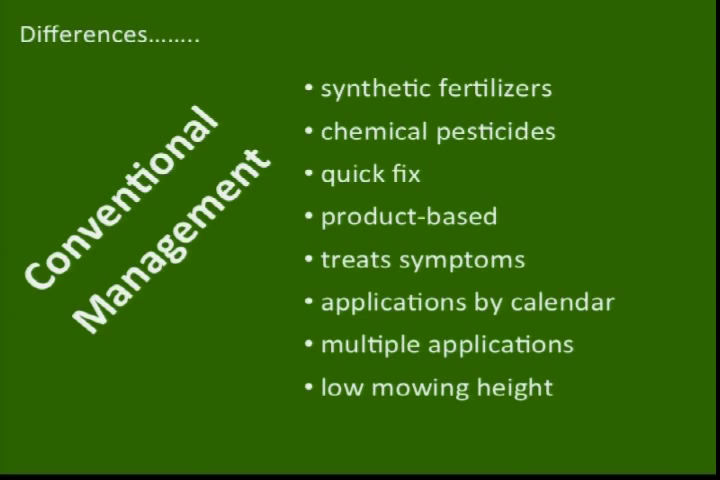 Differences........
Conventional
Management
• synthetic fertilizers
• chemical pesticides
• quick fix
• product-based
• treats symptoms
• applications by calendar
• multiple applications
• low mowing height